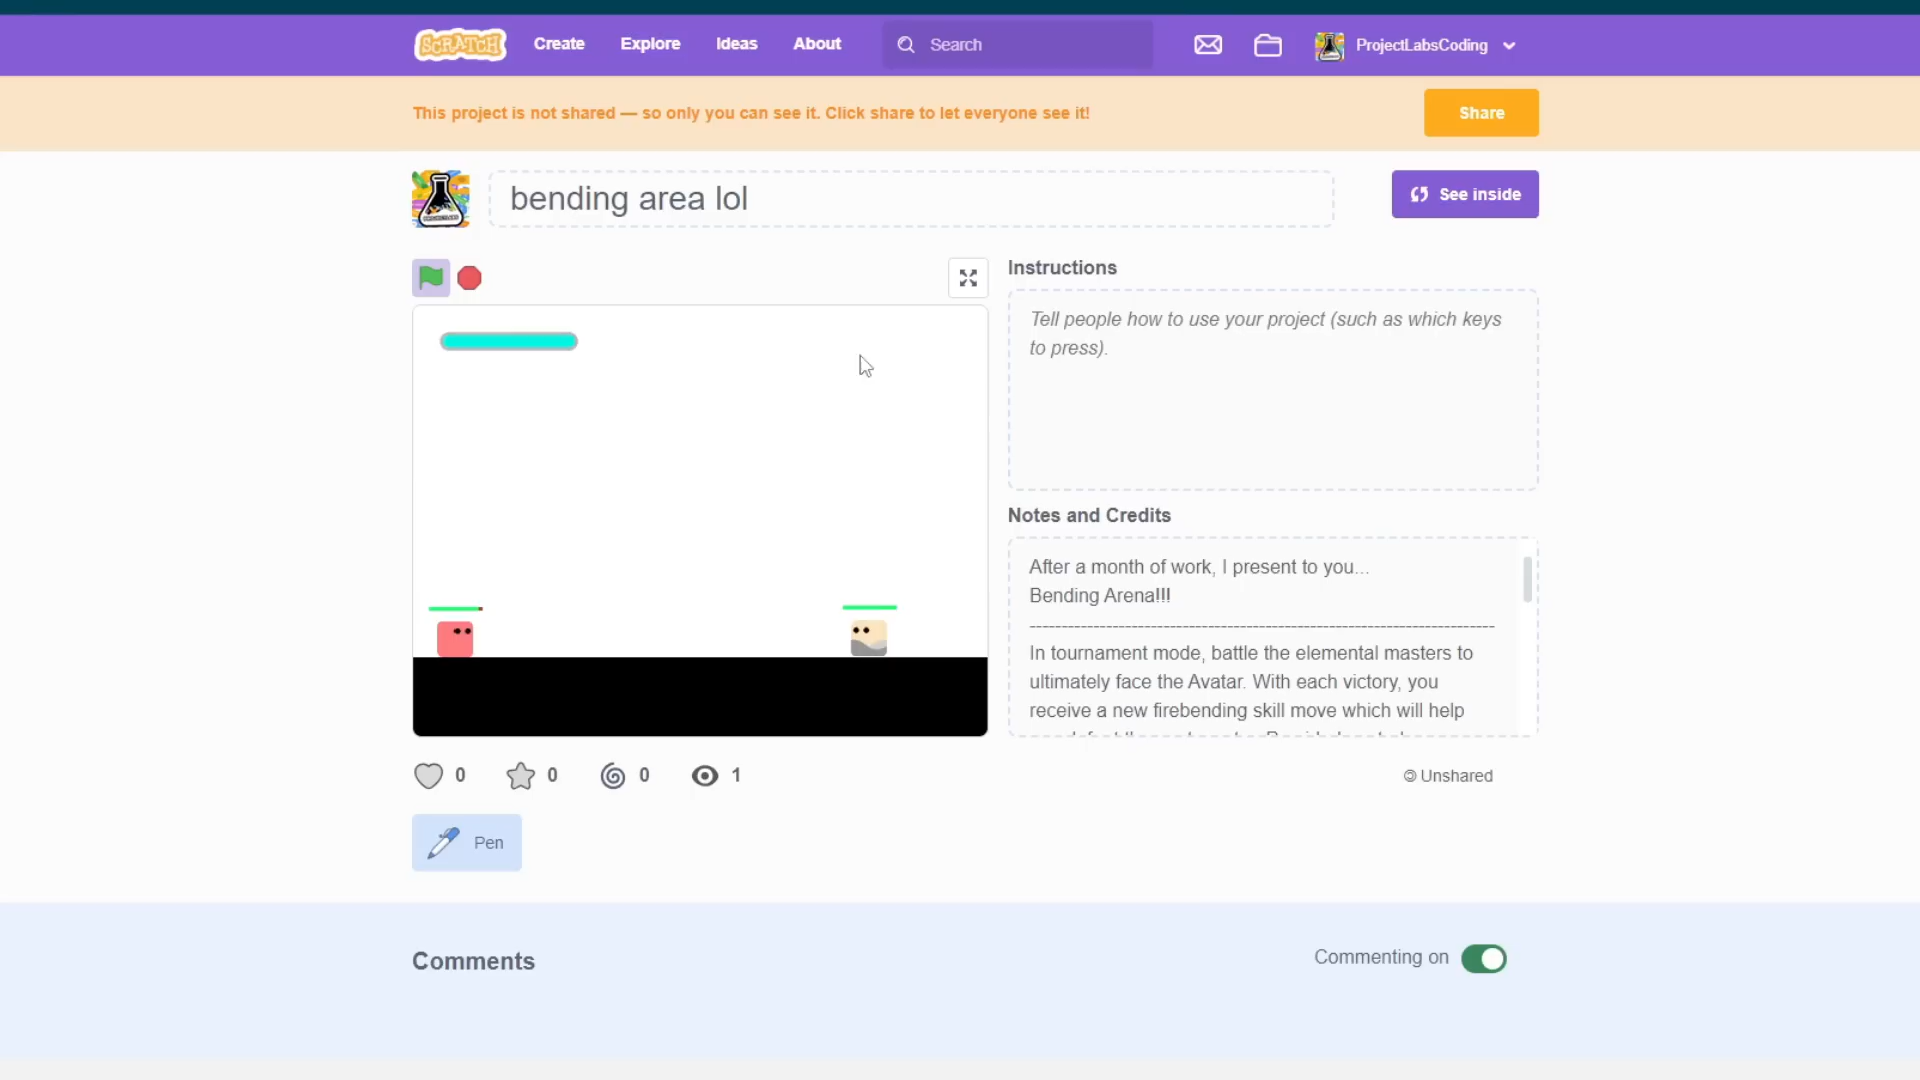 SCRATCH Create Explore Ideas About Search ProjectLabsCoding
This project is not shared — so only you can see it. Click share to let everyone see it! Share
bending area lol
See inside
Instructions
Tell people how to use your project (such as which keys
to press).
Notes and Credits
After a month of work, I present to you...
Bending Arena!!!
--------------------------------------------------------------------------
In tournament mode, battle the elemental masters to
ultimately face the Avatar. With each victory, you
receive a new firebending skill move which will help
0 0 0 1
Unshared
Pen
Comments
Commenting on